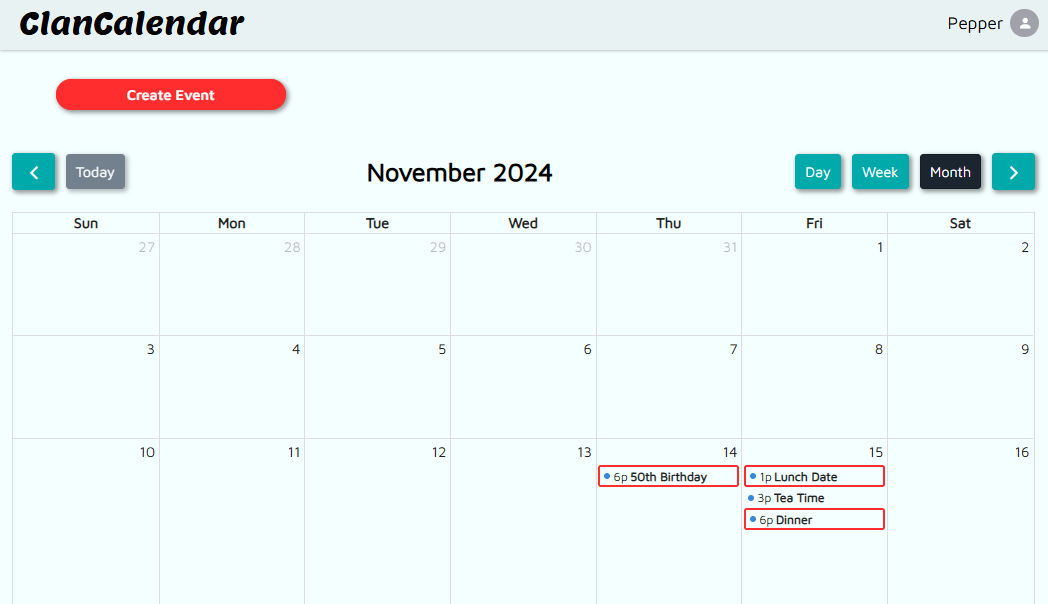 ClanCalendar
Pepper
Create Event
Today
November 2024
Day Week Month
Sun Mon Tue Wed Thu Fri Sat
27 28 29 30 31 1 2
3 4 5 6 7 8 9
10 11 12 13 14 15 16
6p 50th Birthday
1p Lunch Date
3p Tea Time
6p Dinner